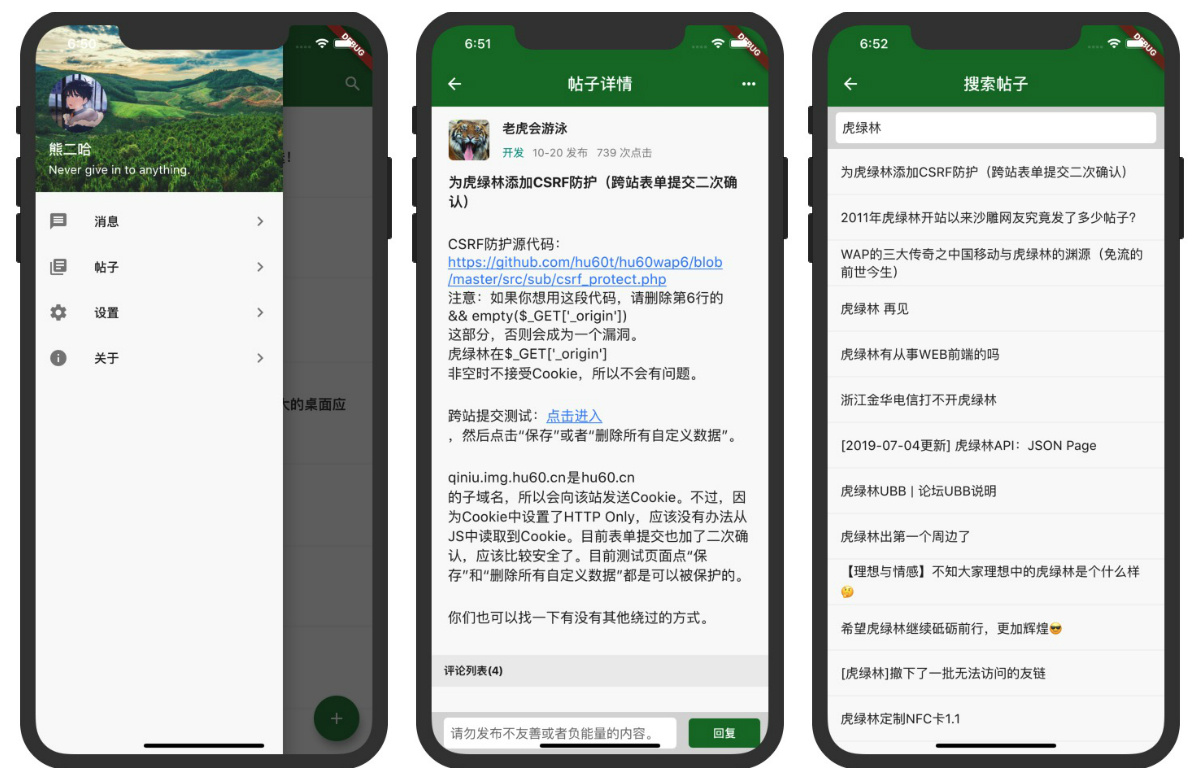 6:50
DEBUG
熊二哈
Never give in to anything.
消息
帖子
设置
关于
!
大的桌面应
+
6:51
DEBUG
帖子详情
老虎会游泳
开发 10-20 发布 739 次点击
为虎绿林添加CSRF防护（跨站表单提交二次确
认）
CSRF防护源代码：
https://github.com/hu60t/hu60wap6/blob
/master/src/sub/csrf_protect.php
注意：如果你想用这段代码，请删除第6行的
&& empty($_GET['_origin'])
这部分，否则会成为一个漏洞。
虎绿林在$_GET['_origin']
非空时不接受Cookie，所以不会有问题。
跨站提交测试：点击进入
，然后点击“保存”或者“删除所有自定义数据”。
qiniu.img.hu60.cn是hu60.cn
的子域名，所以会向该站发送Cookie。不过，因
为Cookie中设置了HTTP Only，应该没有办法从
JS中读取到Cookie。目前表单提交也加了二次确
认，应该比较安全了。目前测试页面点“保
存”和“删除所有自定义数据”都是可以被保护的。
你们也可以找一下有没有其他绕过的方式。
评论列表(4)
请勿发布不友善或者负能量的内容。
回复
6:52
DEBUG
搜索帖子
虎绿林
为虎绿林添加CSRF防护（跨站表单提交二次确认）
2011年虎绿林开站以来沙雕网友究竟发了多少帖子?
WAP的三大传奇之中国移动与虎绿林的渊源（免流的
前世今生）
虎绿林 再见
虎绿林有从事WEB前端的吗
浙江金华电信打不开虎绿林
[2019-07-04更新] 虎绿林API：JSON Page
虎绿林UBB | 论坛UBB说明
虎绿林出第一个周边了
【理想与情感】不知大家理想中的虎绿林是个什么样
🤔
希望虎绿林继续砥砺前行，更加辉煌😎
[虎绿林]撤下了一批无法访问的友链
虎绿林定制NFC卡1.1